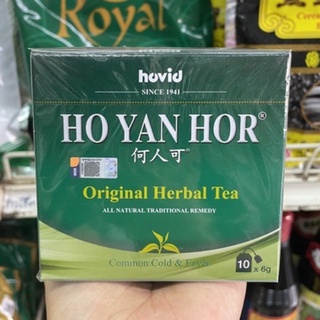 Royal
hovid
SINCE 1941
HO YAN HOR®
何人可
Original Herbal Tea
ALL NATURAL TRADITIONAL REMEDY
Common Cold & Fever
10 x 6g